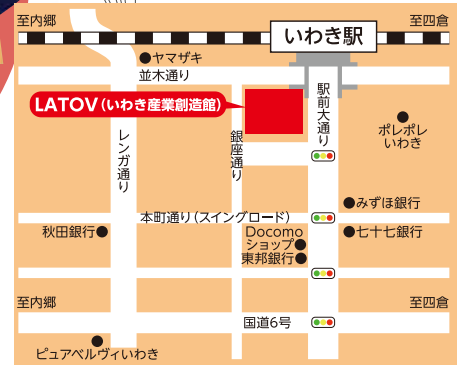 至内郷
至四倉
いわき駅
ヤマザキ
並木通り
LATOV(いわき産業創造館)
駅前大通り
ポレポレ
いわき
レンガ通り
銀座通り
みずほ銀行
本町通り(スイングロード)
秋田銀行
Docomo
ショップ
七十七銀行
東邦銀行
至内郷
至四倉
国道6号
ピュアベルヴィいわき